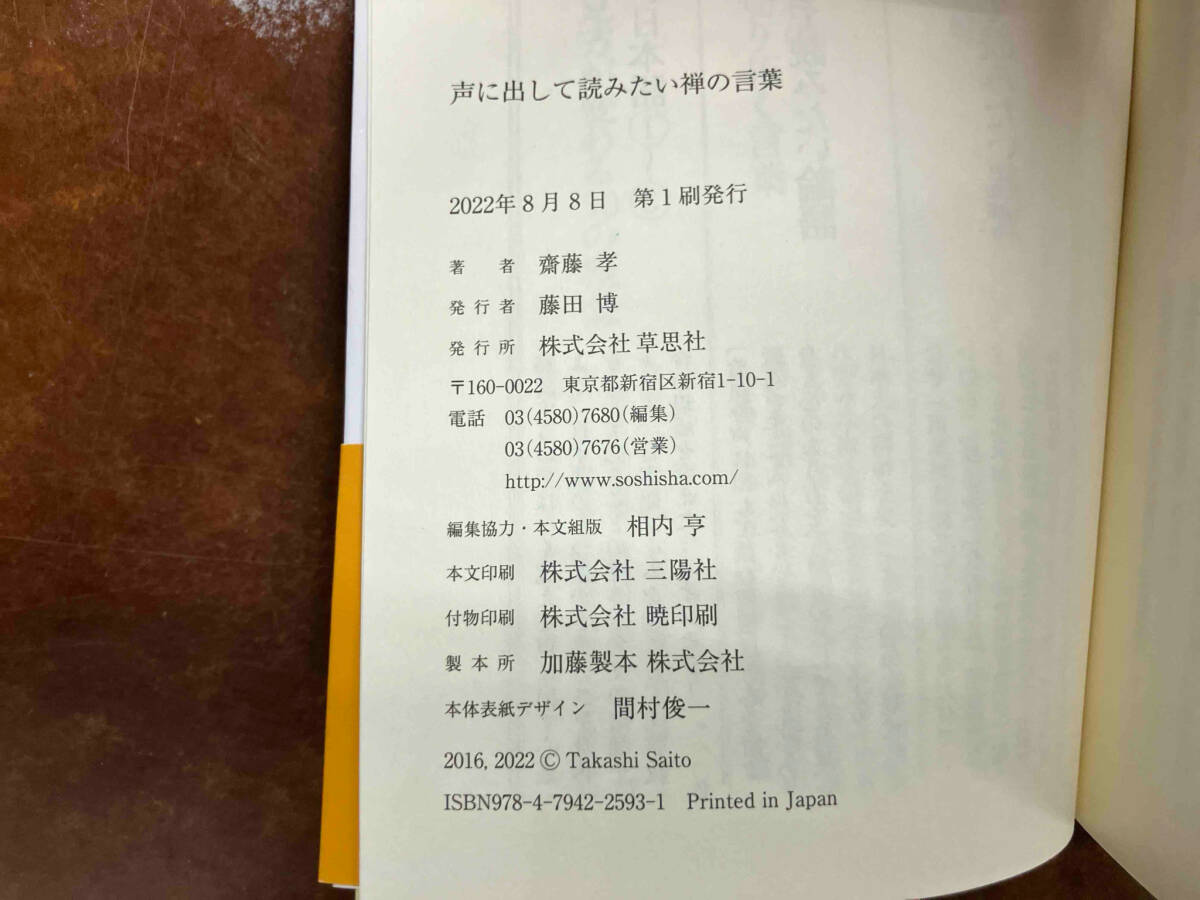 声に出して読みたい禅の言葉
2022年8月8日　第1刷発行
著　者　齋藤 孝
発行者　藤田 博
発行所　株式会社 草思社
〒160-0022　東京都新宿区新宿1-10-1
電話　03(4580)7680(編集)
03(4580)7676(営業)
http://www.soshisha.com/
編集協力・本文組版　相内 亨
本文印刷　株式会社 三陽社
付物印刷　株式会社 暁印刷
製本所　加藤製本 株式会社
本体表紙デザイン　間村俊一
2016, 2022 © Takashi Saito
ISBN978-4-7942-2593-1　Printed in Japan